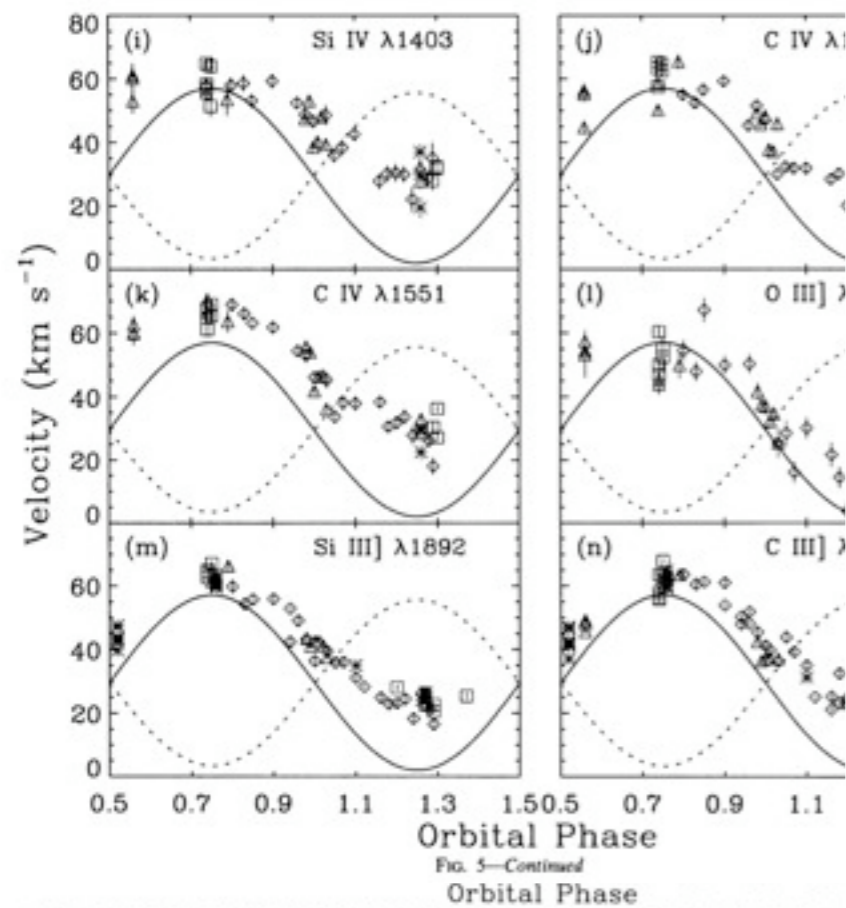 (i) Si IV λ1403
(j) C IV λ1
80
60
40
20
0
(k) C IV λ1551
(l) O III] λ
60
40
20
0
(m) Si III] λ1892
(n) C III] λ
60
40
20
0
Velocity (km s⁻¹)
0.5 0.7 0.9 1.1 1.3 1.5
0.5 0.7 0.9 1.1
Orbital Phase
FIG. 5—Continued
Orbital Phase